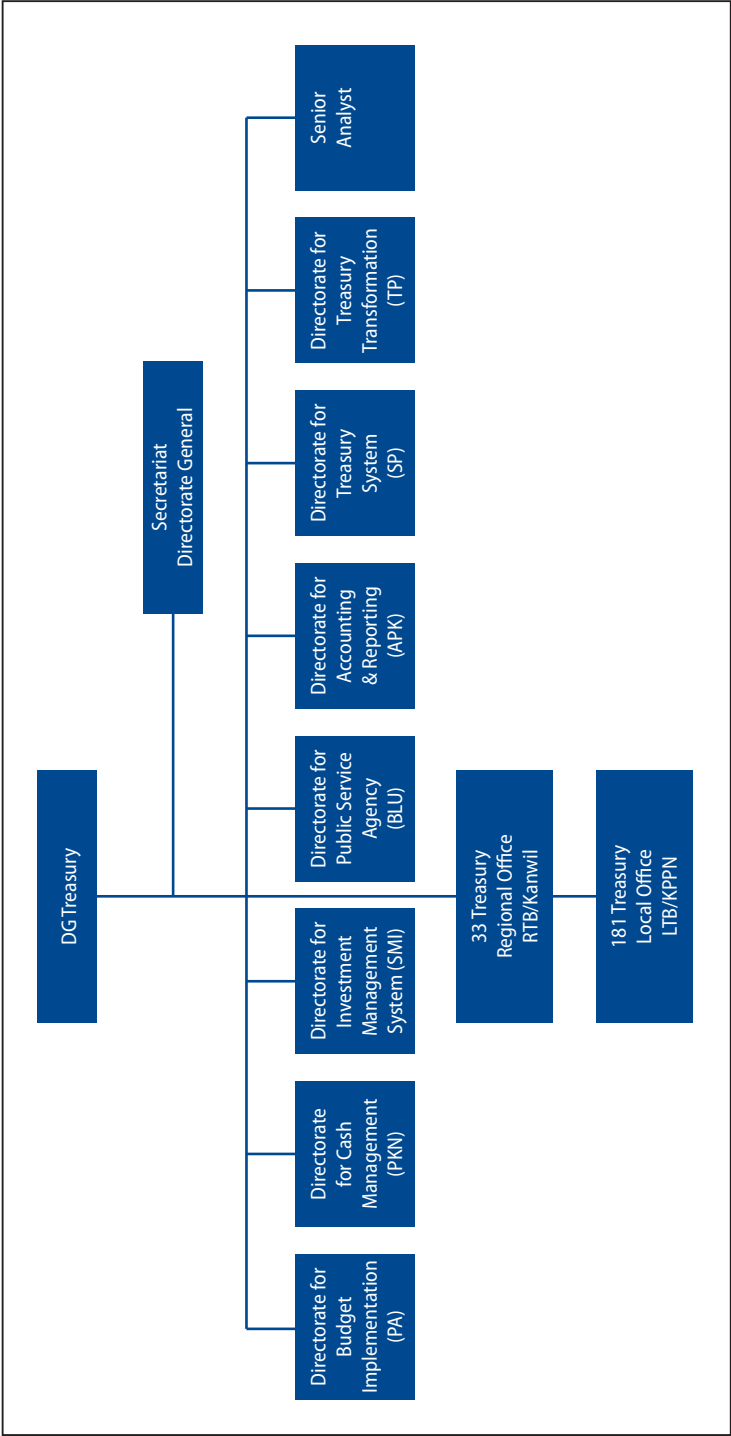 DG Treasury
Secretariat
Directorate General
Directorate for
Budget
Implementation
(PA)
Directorate
for Cash
Management
(PKN)
Directorate for
Investment
Management
System (SMI)
Directorate for
Public Service
Agency
(BLU)
Directorate for
Accounting
& Reporting
(APK)
Directorate for
Treasury
System
(SP)
Directorate for
Treasury
Transformation
(TP)
Senior
Analyst
33 Treasury
Regional Office
RTB/Kanwil
181 Treasury
Local Office
LTB/KPPN